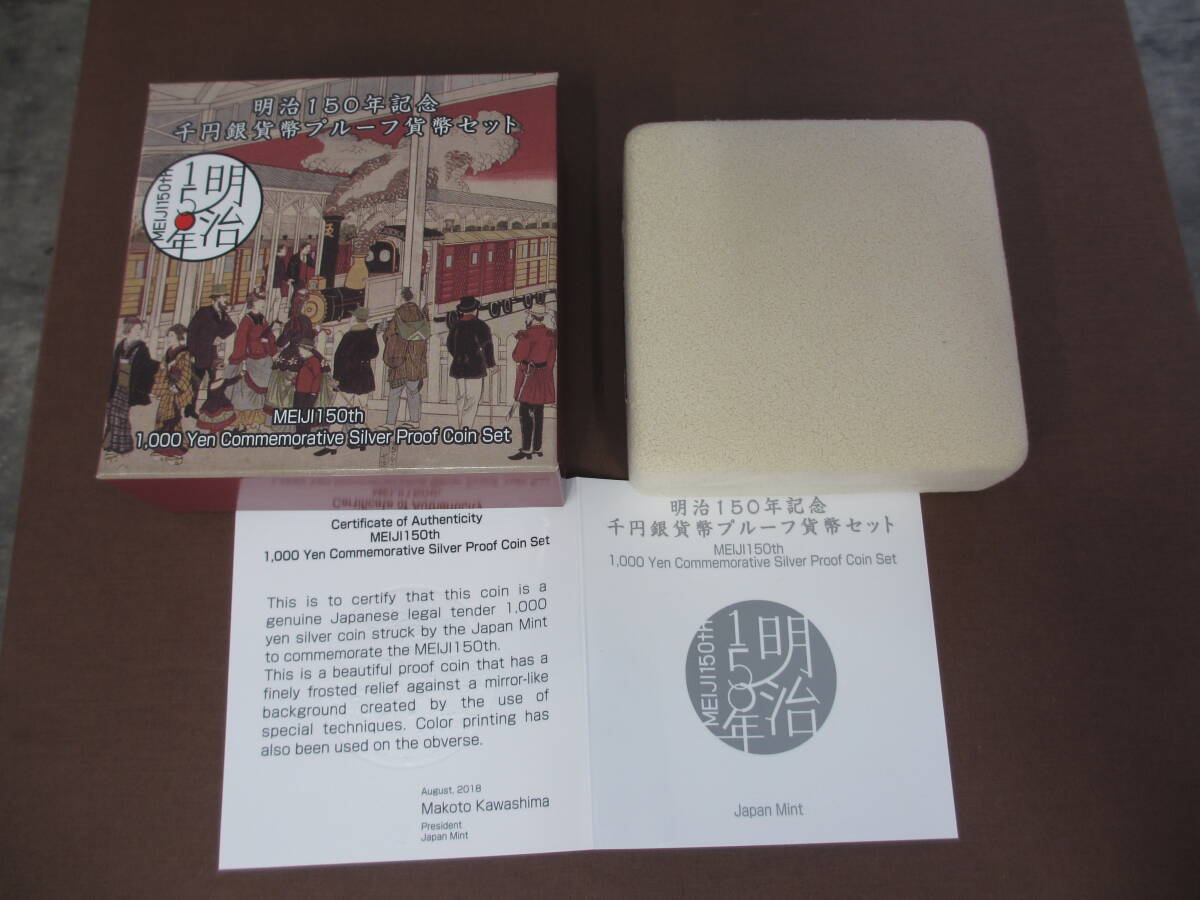 明治150年記念
千円銀貨幣プルーフ貨幣セット
明治
150年
MEIJI150th
MEIJI150th
1,000 Yen Commemorative Silver Proof Coin Set
Certificate of Authenticity
MEIJI150th
1,000 Yen Commemorative Silver Proof Coin Set
This is to certify that this coin is a
genuine Japanese legal tender 1,000
yen silver coin struck by the Japan Mint
to commemorate the MEIJI150th.
This is a beautiful proof coin that has a
finely frosted relief against a mirror-like
background created by the use of
special techniques. Color printing has
also been used on the obverse.
August, 2018
Makoto Kawashima
President
Japan Mint
明治150年記念
千円銀貨幣プルーフ貨幣セット
MEIJI150th
1,000 Yen Commemorative Silver Proof Coin Set
明治
150年
MEIJI150th
Japan Mint